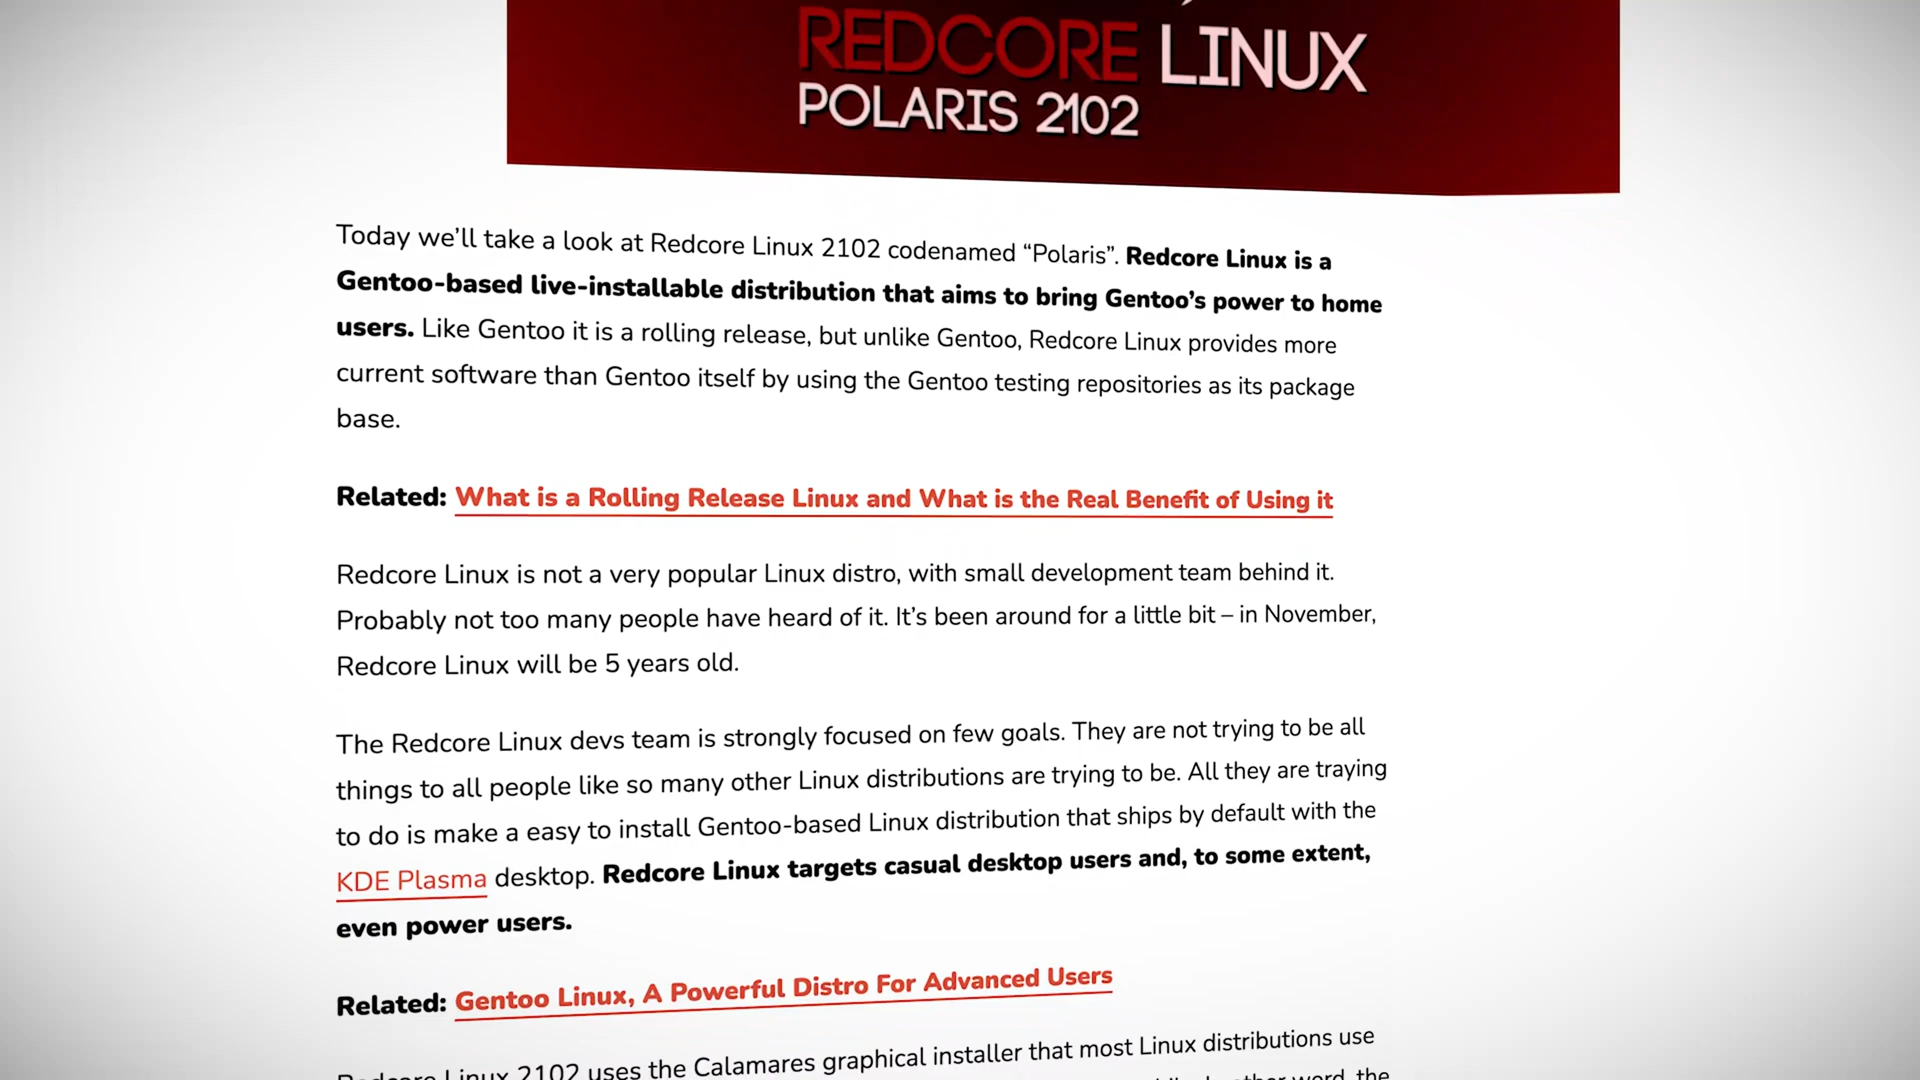 REDCORE LINUX
POLARIS 2102
Today we’ll take a look at Redcore Linux 2102 codenamed “Polaris”. Redcore Linux is a
Gentoo-based live-installable distribution that aims to bring Gentoo’s power to home
users. Like Gentoo it is a rolling release, but unlike Gentoo, Redcore Linux provides more
current software than Gentoo itself by using the Gentoo testing repositories as its package
base.
Related: What is a Rolling Release Linux and What is the Real Benefit of Using it
Redcore Linux is not a very popular Linux distro, with small development team behind it.
Probably not too many people have heard of it. It’s been around for a little bit – in November,
Redcore Linux will be 5 years old.
The Redcore Linux devs team is strongly focused on few goals. They are not trying to be all
things to all people like so many other Linux distributions are trying to be. All they are traying
to do is make a easy to install Gentoo-based Linux distribution that ships by default with the
KDE Plasma desktop. Redcore Linux targets casual desktop users and, to some extent,
even power users.
Related: Gentoo Linux, A Powerful Distro For Advanced Users
Redcore Linux 2102 uses the Calamares graphical installer that most Linux distributions use
other word, the